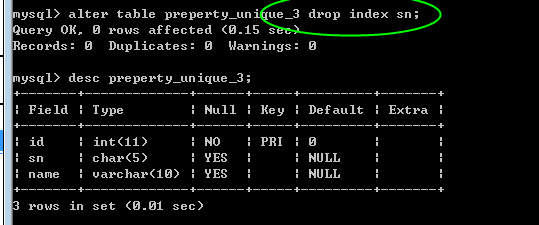 mysql> alter table preperty_unique_3 drop index sn;
Query OK, 0 rows affected (0.15 sec)
Records: 0  Duplicates: 0  Warnings: 0
mysql> desc preperty_unique_3;
+-------+-------------+------+-----+---------+-------+
| Field | Type        | Null | Key | Default | Extra |
+-------+-------------+------+-----+---------+-------+
| id    | int(11)     | NO   | PRI | 0       |       |
| sn    | char(5)     | YES  |     | NULL    |       |
| name  | varchar(10) | YES  |     | NULL    |       |
+-------+-------------+------+-----+---------+-------+
3 rows in set (0.01 sec)